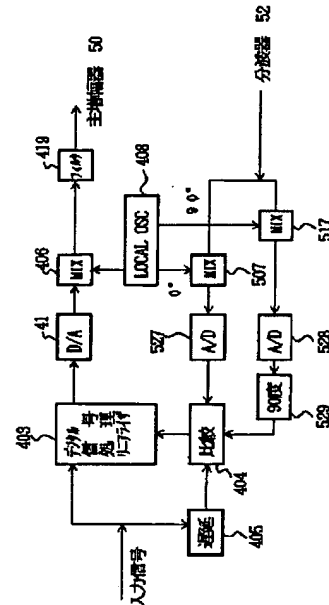 入力信号
403
デジタル
信号
処理
リニアライザ
遅延
405
比較
404
41
D/A
406
MIX
419
フィルタ
主増幅器 50
LOCAL OSC
408
0°
90°
MIX
507
MIX
517
A/D
527
A/D
528
90度
529
分波器 52